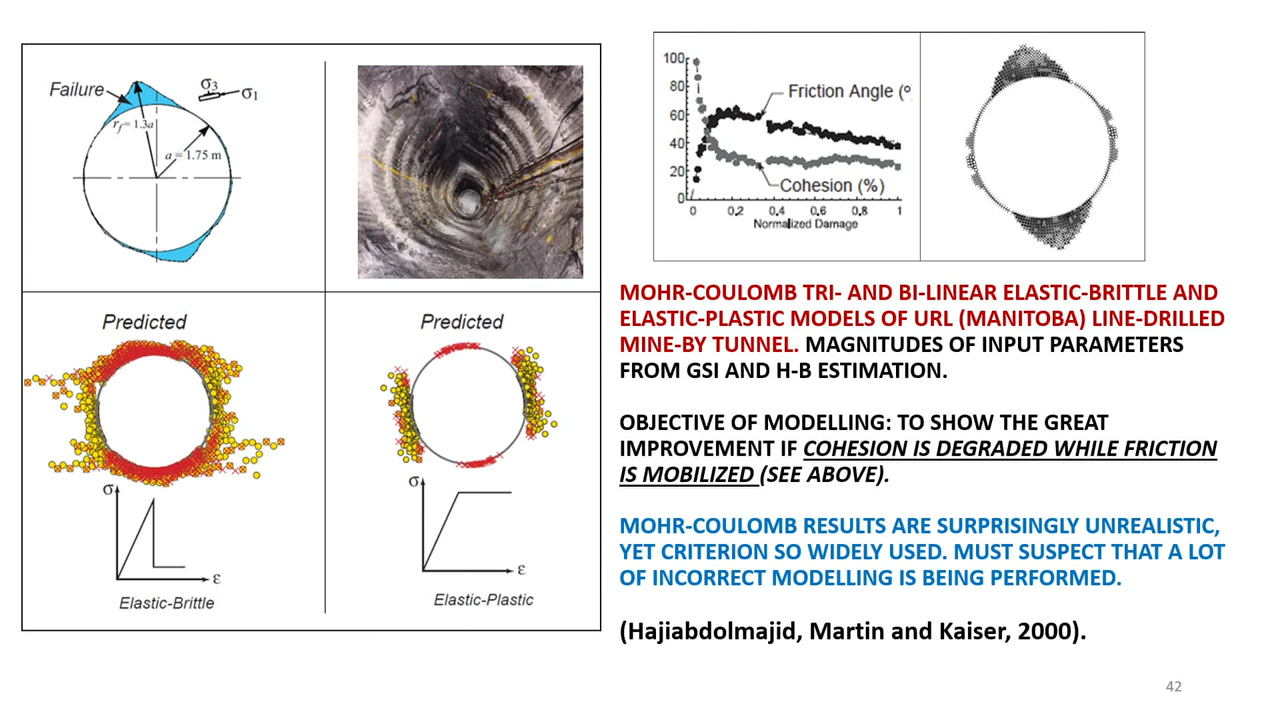 Failure
σ3
σ1
rf= 1.3a
a = 1.75 m
Predicted
Predicted
σ
ε
Elastic-Brittle
σ
ε
Elastic-Plastic
100
80
60
40
20
0
0
0,2
0,4
0,6
0,8
1
Normalized Damage
Friction Angle (º
Cohesion (%)
MOHR-COULOMB TRI- AND BI-LINEAR ELASTIC-BRITTLE AND
ELASTIC-PLASTIC MODELS OF URL (MANITOBA) LINE-DRILLED
MINE-BY TUNNEL. MAGNITUDES OF INPUT PARAMETERS
FROM GSI AND H-B ESTIMATION.
OBJECTIVE OF MODELLING: TO SHOW THE GREAT
IMPROVEMENT IF COHESION IS DEGRADED WHILE FRICTION
IS MOBILIZED (SEE ABOVE).
MOHR-COULOMB RESULTS ARE SURPRISINGLY UNREALISTIC,
YET CRITERION SO WIDELY USED. MUST SUSPECT THAT A LOT
OF INCORRECT MODELLING IS BEING PERFORMED.
(Hajiabdolmajid, Martin and Kaiser, 2000).
42